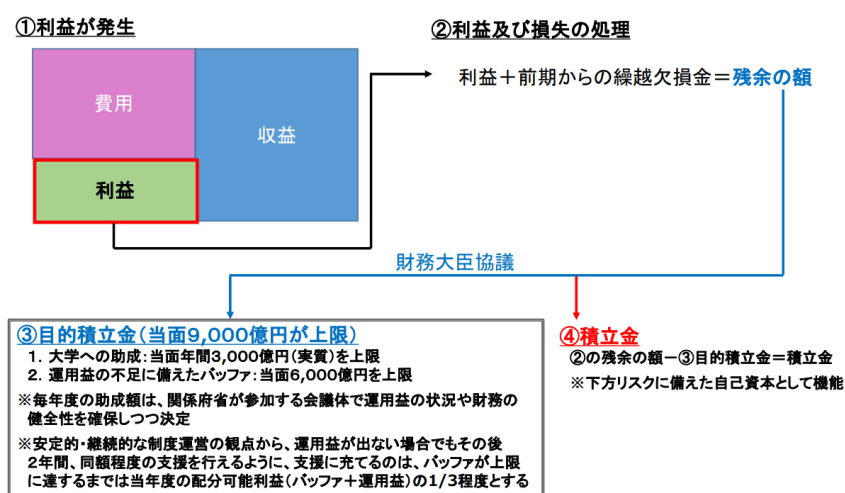 ①利益が発生
②利益及び損失の処理
費用
収益
利益
利益＋前期からの繰越欠損金＝残余の額
財務大臣協議
③目的積立金（当面９,０００億円が上限）
１．大学への助成：当面年間３,０００億円（実質）を上限
２．運用益の不足に備えたバッファ：当面６,０００億円を上限
※毎年度の助成額は、関係府省が参加する会議体で運用益の状況や財務の
健全性を確保しつつ決定
※安定的・継続的な制度運営の観点から、運用益が出ない場合でもその後
２年間、同額程度の支援を行えるように、支援に充てるのは、バッファが上限
に達するまでは当年度の配分可能利益（バッファ＋運用益）の１/３程度とする
④積立金
②の残余の額－③目的積立金＝積立金
※下方リスクに備えた自己資本として機能